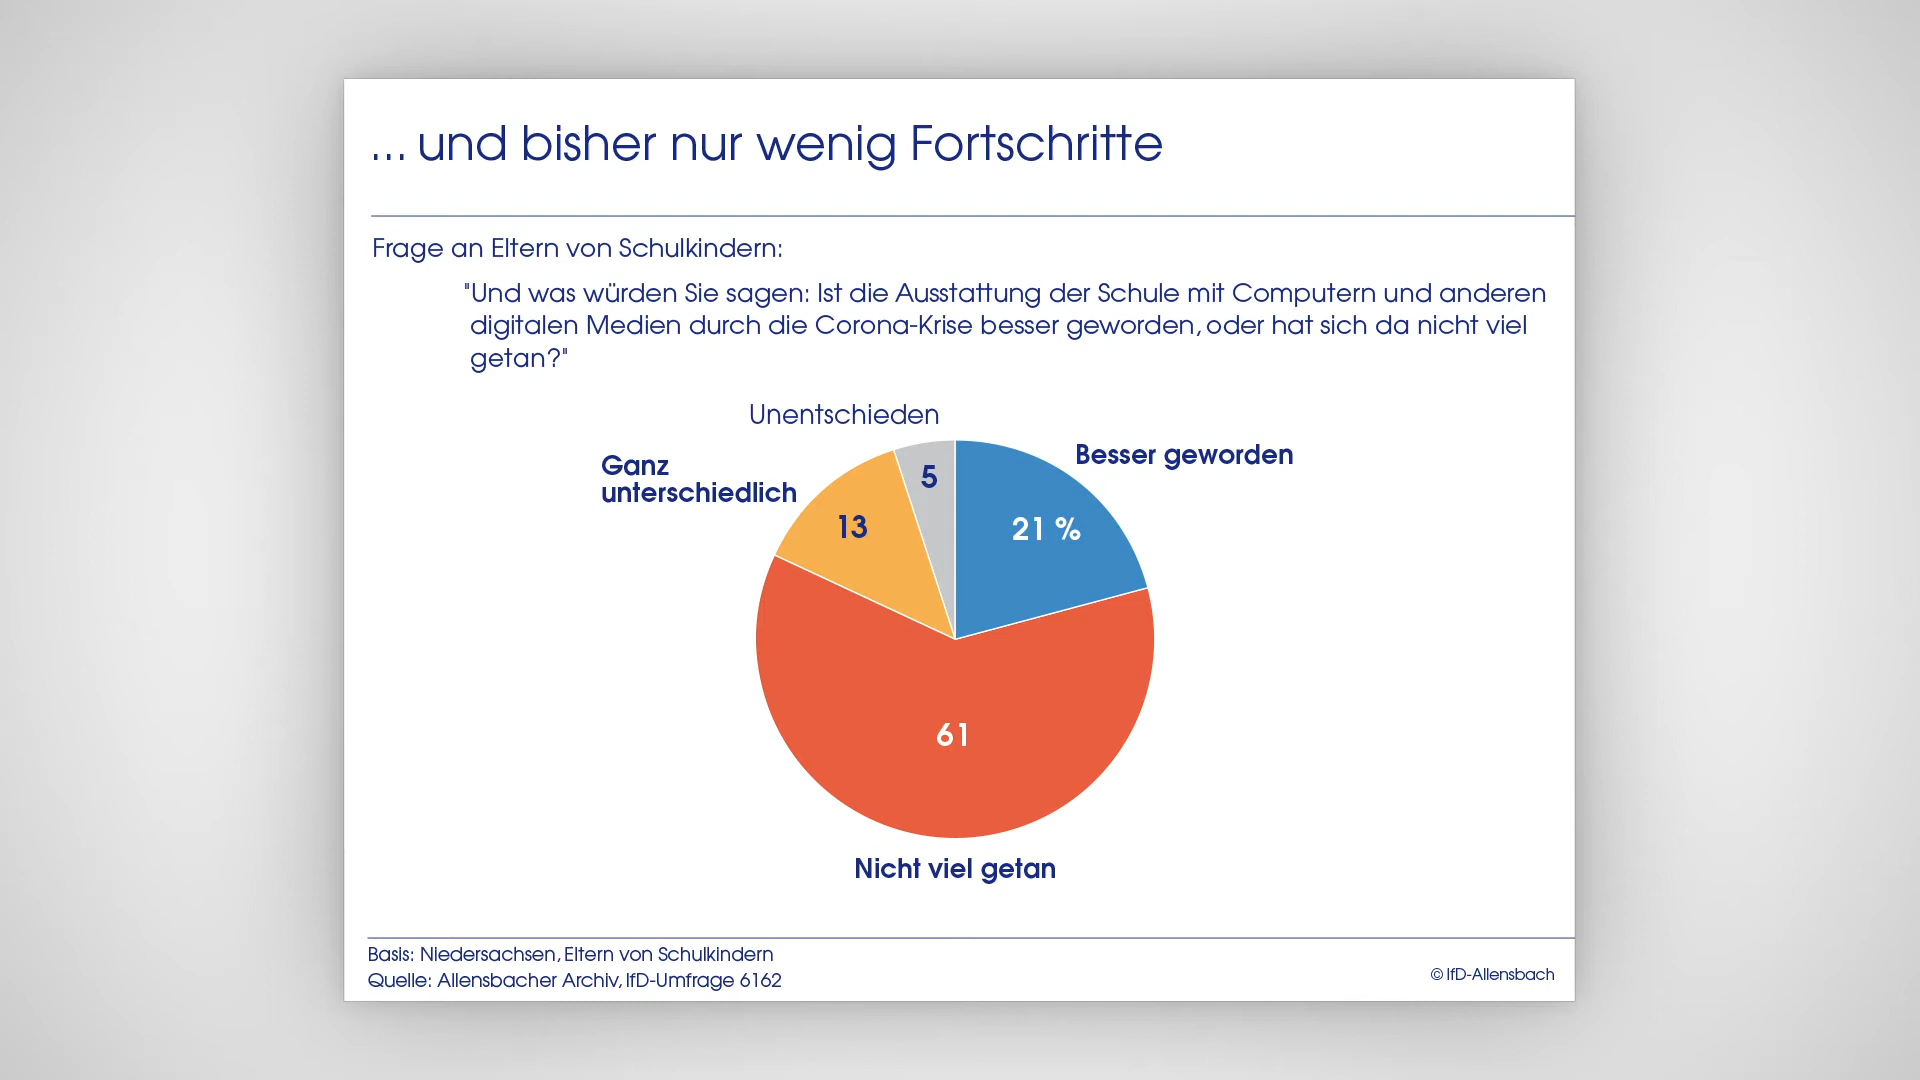 ... und bisher nur wenig Fortschritte
Frage an Eltern von Schulkindern:
"Und was würden Sie sagen: Ist die Ausstattung der Schule mit Computern und anderen
digitalen Medien durch die Corona-Krise besser geworden, oder hat sich da nicht viel
getan?"
Unentschieden
Ganz
unterschiedlich
Besser geworden
5
13
21 %
61
Nicht viel getan
Basis: Niedersachsen, Eltern von Schulkindern
Quelle: Allensbacher Archiv, IfD-Umfrage 6162
© IfD-Allensbach